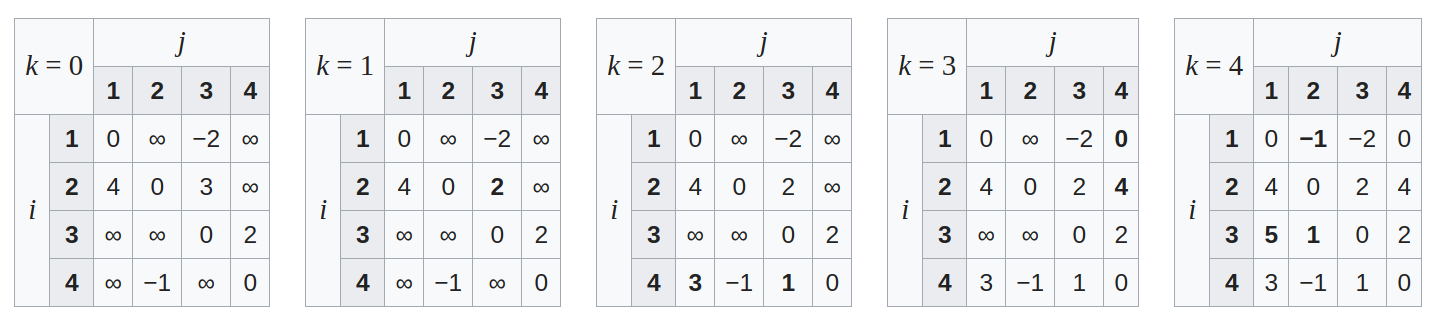 k = 0 j
1 2 3 4
i 1 0 ∞ −2 ∞
2 4 0 3 ∞
3 ∞ ∞ 0 2
4 ∞ −1 ∞ 0
k = 1 j
1 2 3 4
i 1 0 ∞ −2 ∞
2 4 0 2 ∞
3 ∞ ∞ 0 2
4 ∞ −1 ∞ 0
k = 2 j
1 2 3 4
i 1 0 ∞ −2 ∞
2 4 0 2 ∞
3 ∞ ∞ 0 2
4 3 −1 1 0
k = 3 j
1 2 3 4
i 1 0 ∞ −2 0
2 4 0 2 4
3 ∞ ∞ 0 2
4 3 −1 1 0
k = 4 j
1 2 3 4
i 1 0 −1 −2 0
2 4 0 2 4
3 5 1 0 2
4 3 −1 1 0